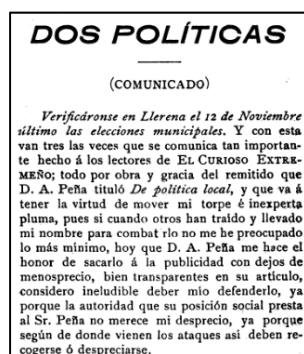 DOS POLÍTICAS
(COMUNICADO)
Verificáronse en Llerena el 12 de Noviembre
último las elecciones municipales. Y con esta
van tres las veces que se comunica tan importan-
te hecho á los lectores de EL CURIOSO EXTRE-
MEÑO; todo por obra y gracia del remitido que
D. A. Peña tituló De política local, y que va á
tener la virtud de mover mi torpe é inexperta
pluma, pues si cuando otros han traído y llevado
mi nombre para combat rlo no me he preocupado
lo más mínimo, hoy que D. A. Peña me hace el
honor de sacarlo á la publicidad con dejos de
menosprecio, bien transparentes en su artículo,
considero ineludible deber mio defenderlo, ya
porque la autoridad que su posición social presta
al Sr. Peña no merece mi desprecio, ya porque
según de donde vienen los ataques así deben re-
cogerse ó despreciarse.